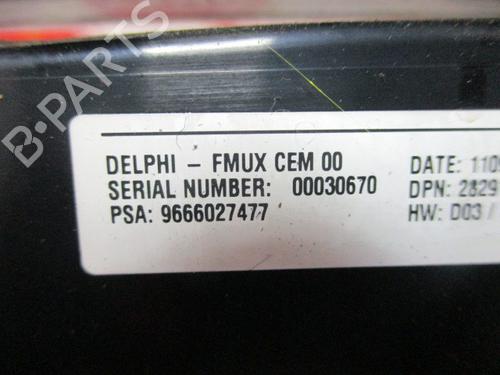 B-PARTS
DELPHI – FMUX CEM 00
SERIAL NUMBER: 00030670
PSA: 9666027477
DATE: 110
DPN: 2829
HW: D03 /